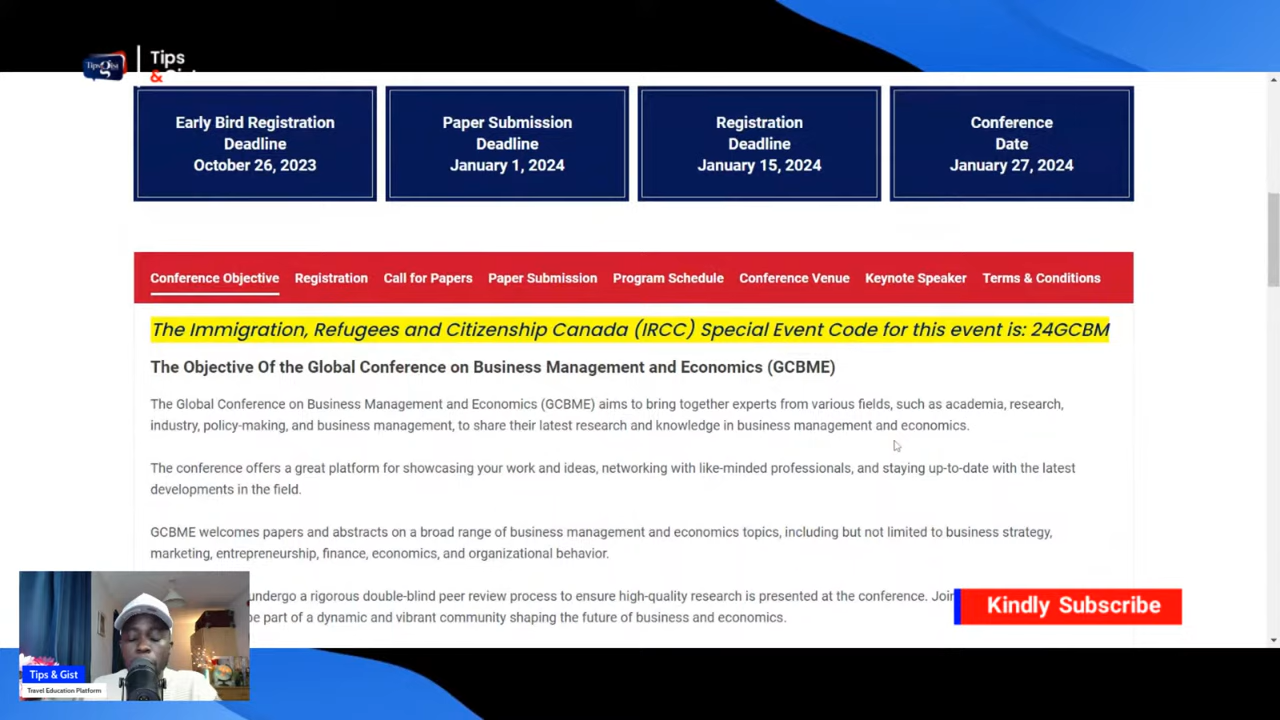 Tips gist
Tips
& Gist
Early Bird Registration
Deadline
October 26, 2023
Paper Submission
Deadline
January 1, 2024
Registration
Deadline
January 15, 2024
Conference
Date
January 27, 2024
Conference Objective Registration Call for Papers Paper Submission Program Schedule Conference Venue Keynote Speaker Terms & Conditions
The Immigration, Refugees and Citizenship Canada (IRCC) Special Event Code for this event is: 24GCBM
The Objective Of the Global Conference on Business Management and Economics (GCBME)
The Global Conference on Business Management and Economics (GCBME) aims to bring together experts from various fields, such as academia, research,
industry, policy-making, and business management, to share their latest research and knowledge in business management and economics.
The conference offers a great platform for showcasing your work and ideas, networking with like-minded professionals, and staying up-to-date with the latest
developments in the field.
GCBME welcomes papers and abstracts on a broad range of business management and economics topics, including but not limited to business strategy,
marketing, entrepreneurship, finance, economics, and organizational behavior.
undergo a rigorous double-blind peer review process to ensure high-quality research is presented at the conference.
part of a dynamic and vibrant community shaping the future of business and economics.
Kindly Subscribe
Tips & Gist
Travel Education Platform